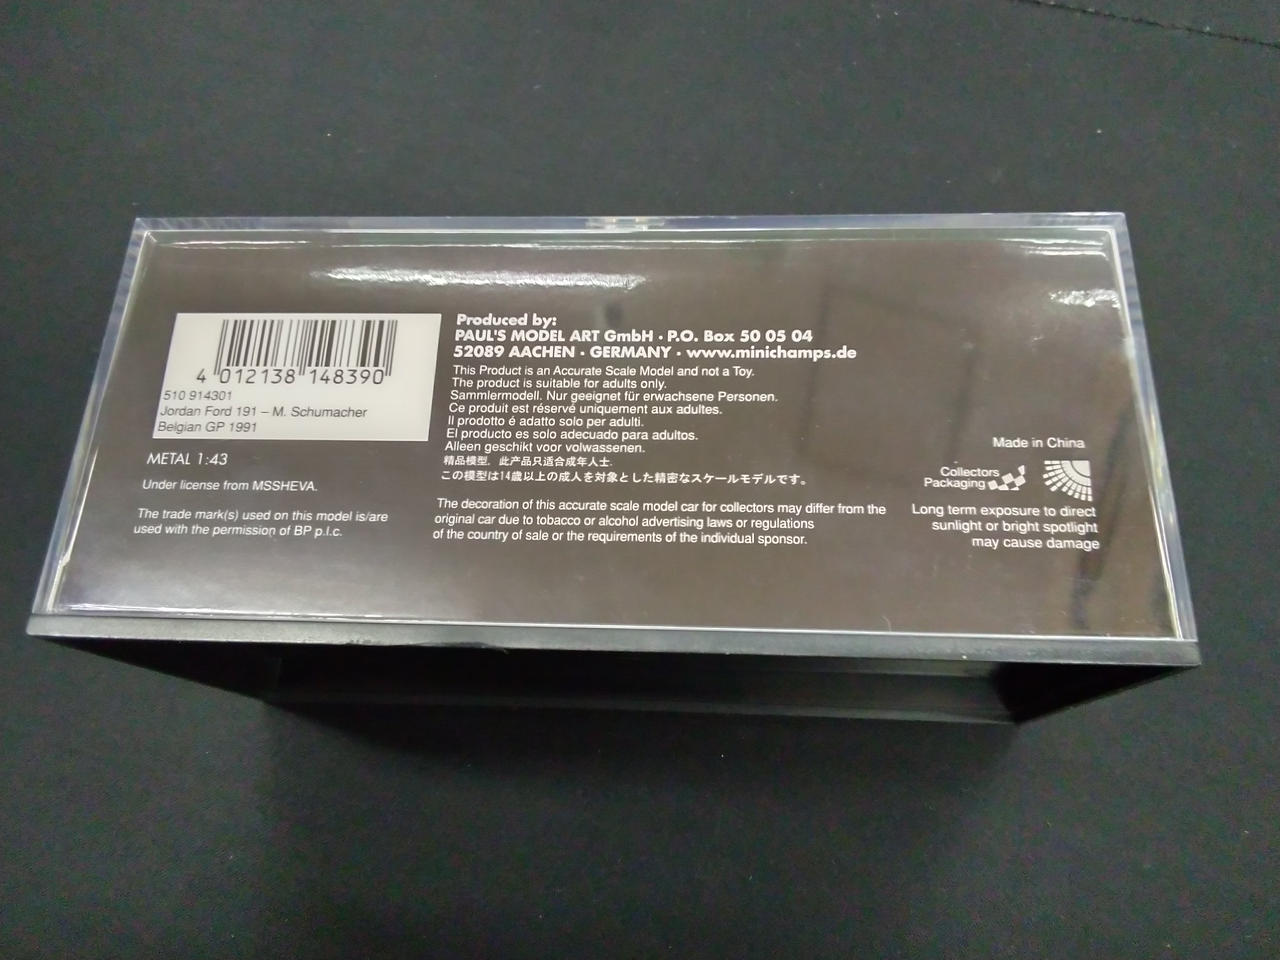 4 012138 148390
510 914301
Jordan Ford 191 – M. Schumacher
Belgian GP 1991
METAL 1:43
Under license from MSSHEVA.
The trade mark(s) used on this model is/are
used with the permission of BP p.l.c.
Produced by:
PAUL'S MODEL ART GmbH · P.O. Box 50 05 04
52089 AACHEN · GERMANY · www.minichamps.de
This Product is an Accurate Scale Model and not a Toy.
The product is suitable for adults only.
Sammlermodell. Nur geeignet für erwachsene Personen.
Ce produit est réservé uniquement aux adultes.
Il prodotto é adatto solo per adulti.
El producto es solo adecuado para adultos.
Alleen geschikt voor volwassenen.
精品模型, 此产品只适合成年人士.
この模型は14歳以上の成人を対象とした精密なスケールモデルです。
The decoration of this accurate scale model car for collectors may differ from the
original car due to tobacco or alcohol advertising laws or regulations
of the country of sale or the requirements of the individual sponsor.
Made in China
Collectors
Packaging
Long term exposure to direct
sunlight or bright spotlight
may cause damage